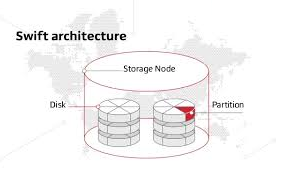 Swift architecture
Storage Node
Disk
Partition